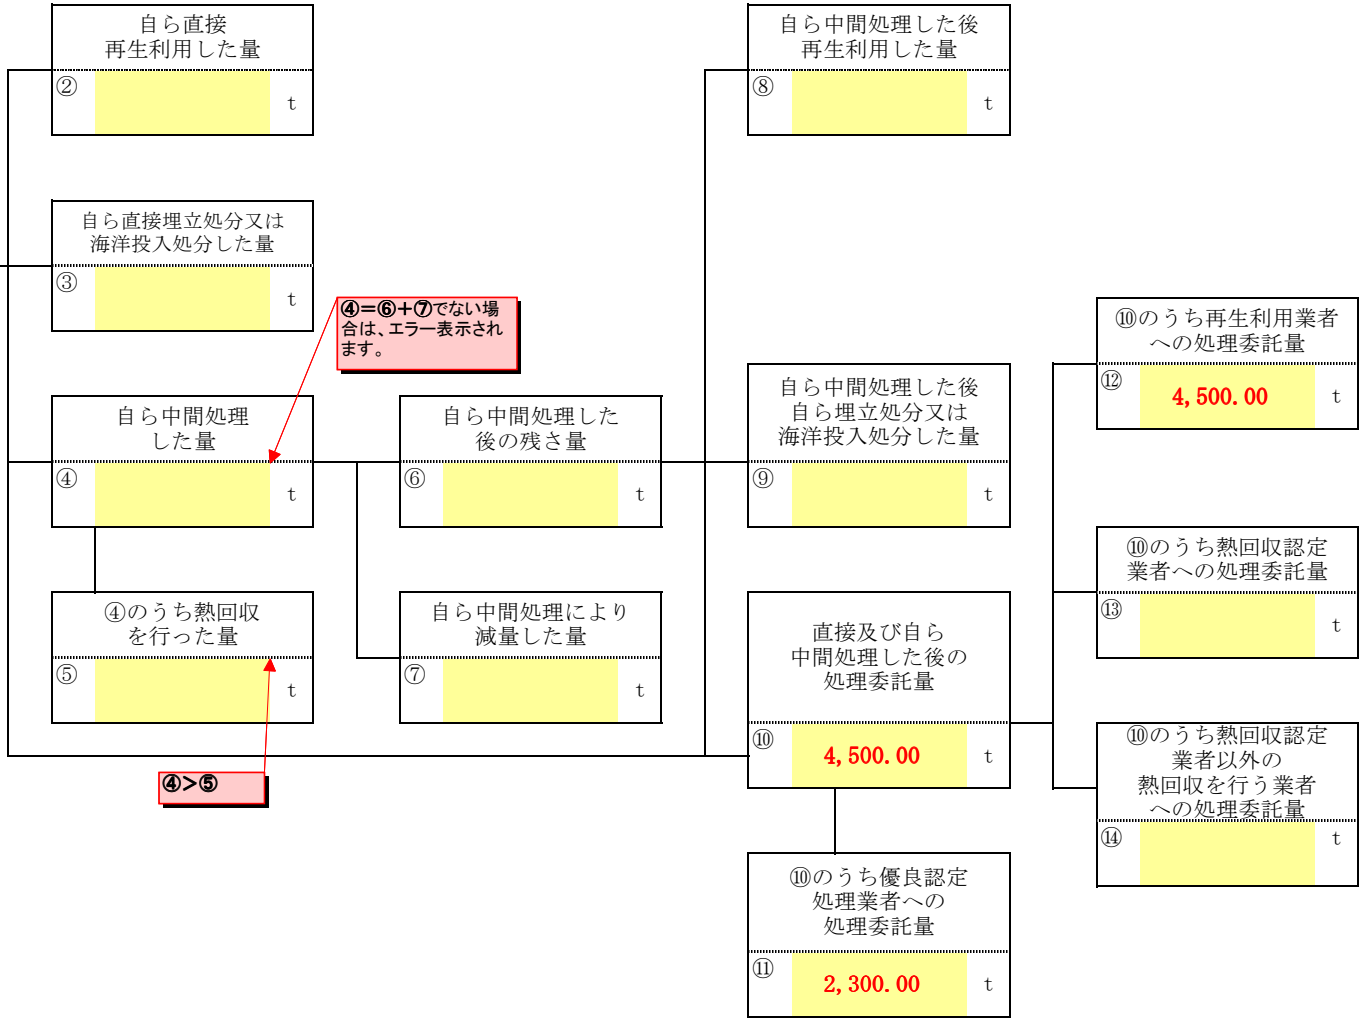 自ら直接
再生利用した量
②
t
自ら直接埋立処分又は
海洋投入処分した量
③
t
④＝⑥＋⑦でない場
合は、エラー表示され
ます。
自ら中間処理
した量
④
t
④のうち熱回収
を行った量
⑤
t
④＞⑤
自ら中間処理した
後の残さ量
⑥
t
自ら中間処理により
減量した量
⑦
t
自ら中間処理した後
再生利用した量
⑧
t
自ら中間処理した後
自ら埋立処分又は
海洋投入処分した量
⑨
t
直接及び自ら
中間処理した後の
処理委託量
⑩
4,500.00
t
⑩のうち優良認定
処理業者への
処理委託量
⑪
2,300.00
t
⑩のうち再生利用業者
への処理委託量
⑫
4,500.00
t
⑩のうち熱回収認定
業者への処理委託量
⑬
t
⑩のうち熱回収認定
業者以外の
熱回収を行う業者
への処理委託量
⑭
t